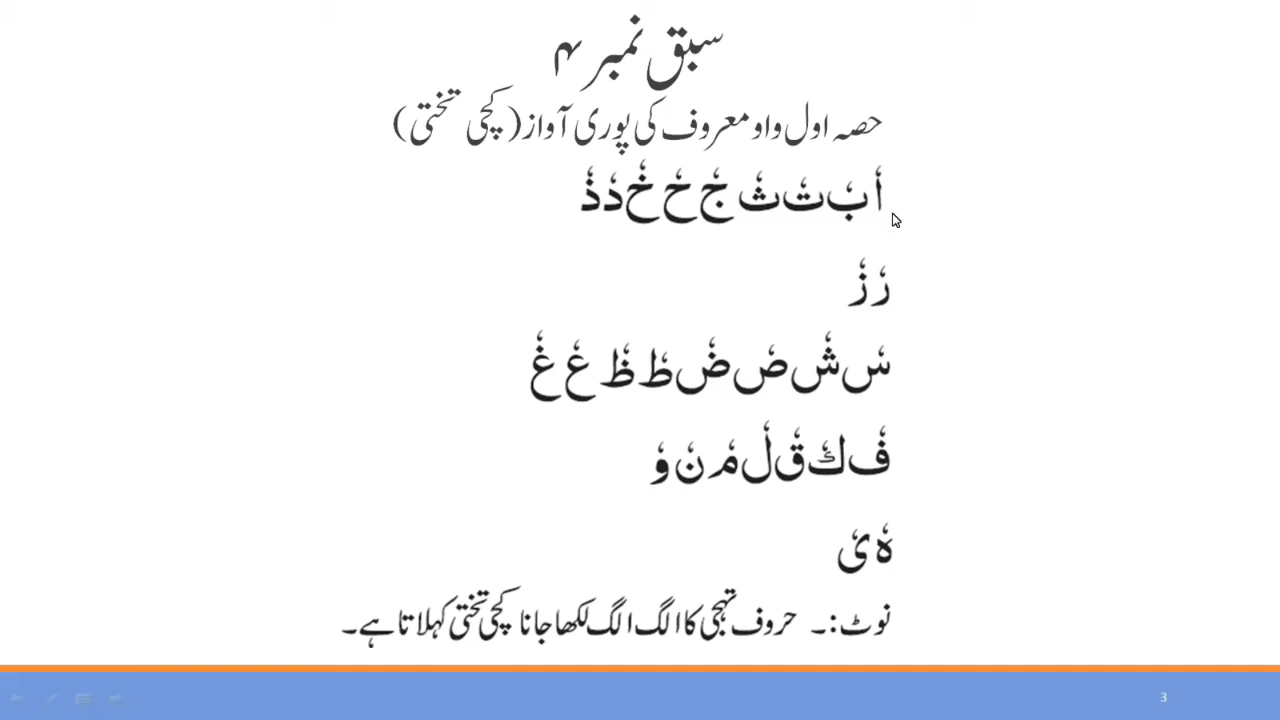 سبق نمبر ۴
حصہ اول واو معروف کی پوری آواز (کچی تختی)
اٗ بٗ تٗ ثٗ جٗ حٗ خٗ دٗ ذٗ
رٗ زٗ
سٗ شٗ صٗ ضٗ طٗ ظٗ عٗ غٗ
فٗ كٗ قٗ لٗ مٗ نٗ وٗ
هٗ یٗ
نوٹ:۔ حروف تہجی کا الگ الگ لکھا جانا کچی تختی کہلاتا ہے۔
3